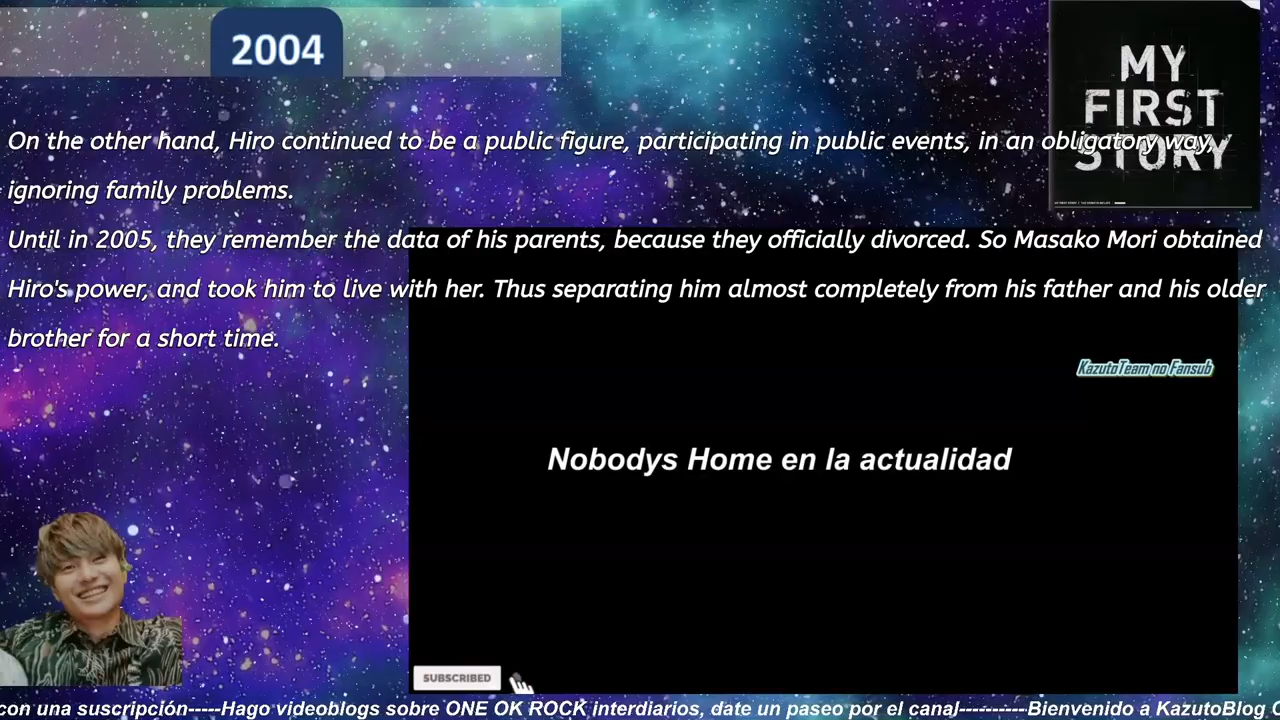 2004
MY
FIRST
STORY
On the other hand, Hiro continued to be a public figure, participating in public events, in an obligatory way,
ignoring family problems.
Until in 2005, they remember the data of his parents, because they officially divorced. So Masako Mori obtained
Hiro's power, and took him to live with her. Thus separating him almost completely from his father and his older
brother for a short time.
KazutoTeam no Fansub
Nobodys Home en la actualidad
SUBSCRIBED
con una suscripción-----Hago videoblogs sobre ONE OK ROCK interdiarios, date un paseo por el canal----------Bienvenido a KazutoBlog